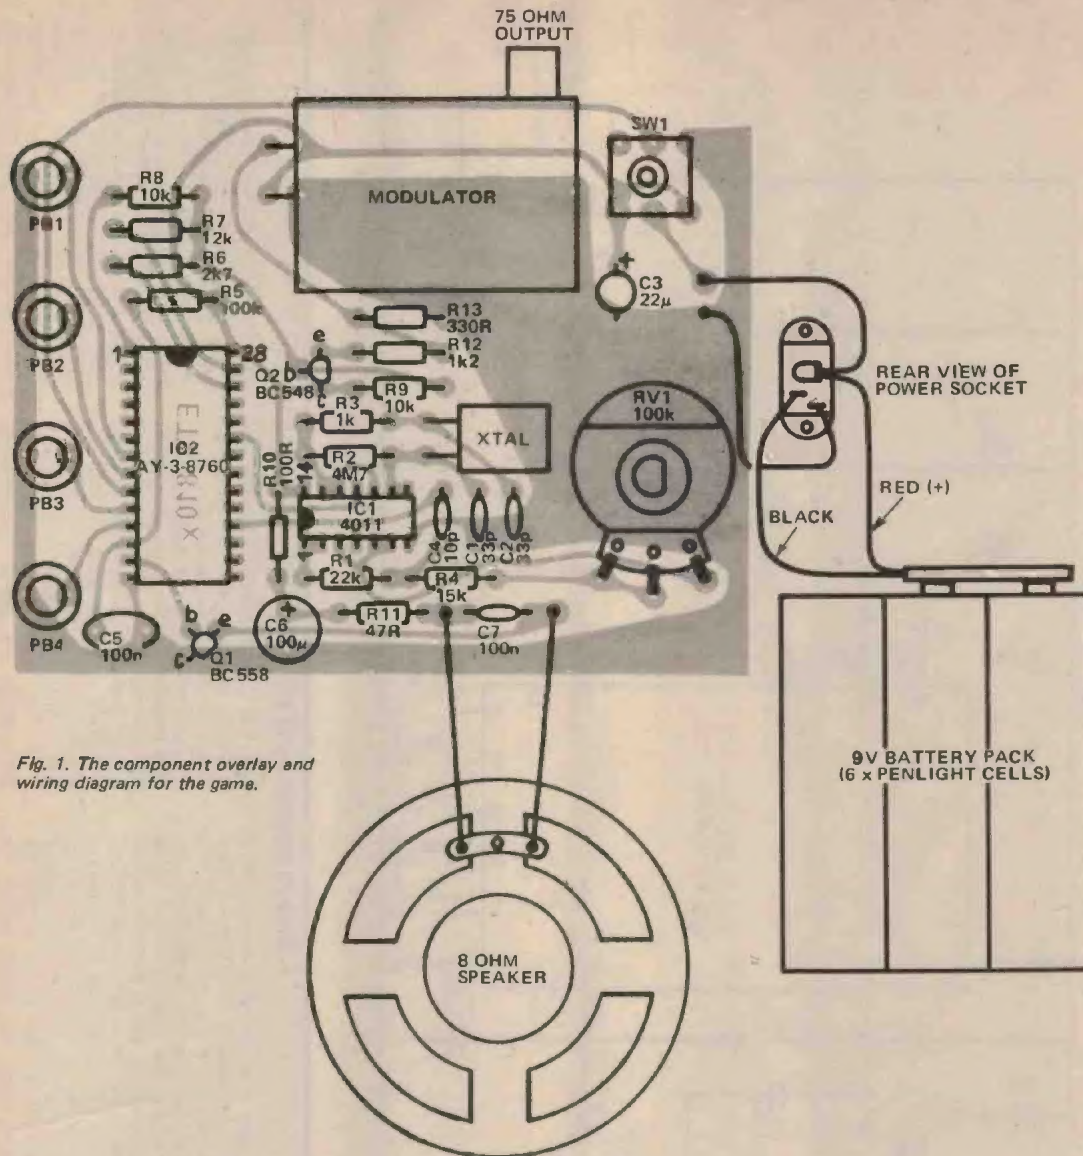 75 OHM
OUTPUT
SW1
MODULATOR
PB1
R8
10k
R7
12k
R6
2k7
R5
100k
C3
22µ
+
R13
330R
R12
1k2
PB2
1
28
e
Q2 b
BC548
c
R9
10k
R3
1k
XTAL
RV1
100k
REAR VIEW OF
POWER SOCKET
IC2
AY-3-8760
R2
4M7
R10
100R
14
PB3
IC1
4011
1
C4
10p
C1
33p
C2
33p
RED (+)
BLACK
R1
22k
R4
15k
PB4
C5
100n
b
e
c
Q1
BC558
+
C6
100µ
R11
47R
C7
100n
Fig. 1. The component overlay and
wiring diagram for the game.
9V BATTERY PACK
(6 x PENLIGHT CELLS)
8 OHM
SPEAKER